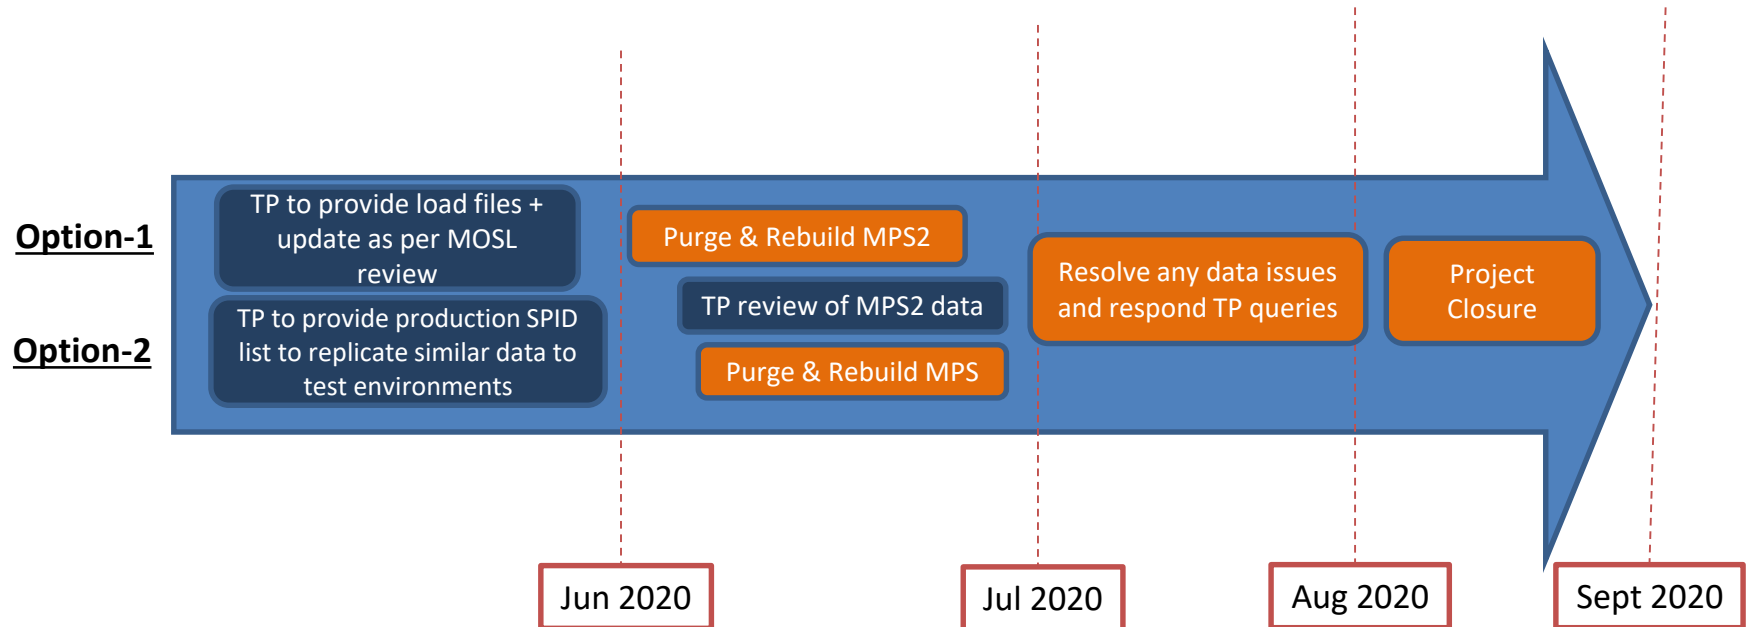 Option-1
TP to provide load files +
update as per MOSL
review
Option-2
TP to provide production SPID
list to replicate similar data to
test environments
Purge & Rebuild MPS2
TP review of MPS2 data
Purge & Rebuild MPS
Resolve any data issues
and respond TP queries
Project
Closure
Jun 2020
Jul 2020
Aug 2020
Sept 2020